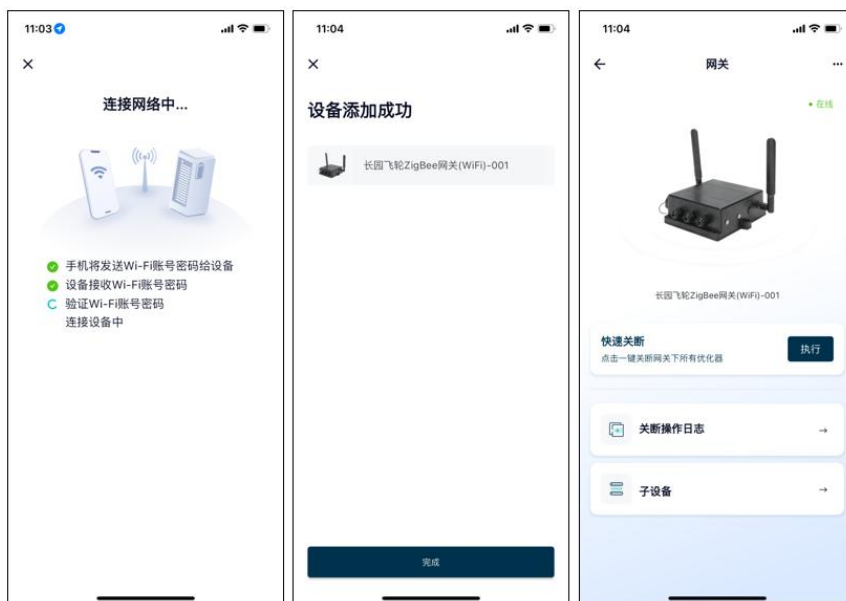 11:03
连接网络中...
手机将发送Wi-Fi账号密码给设备
设备接收Wi-Fi账号密码
验证Wi-Fi账号密码
连接设备中
11:04
设备添加成功
长园飞轮ZigBee网关(WiFi)-001
完成
11:04
网关
在线
长园飞轮ZigBee网关(WiFi)-001
快速关断
点击一键关断网关下所有优化器
执行
关断操作日志
子设备